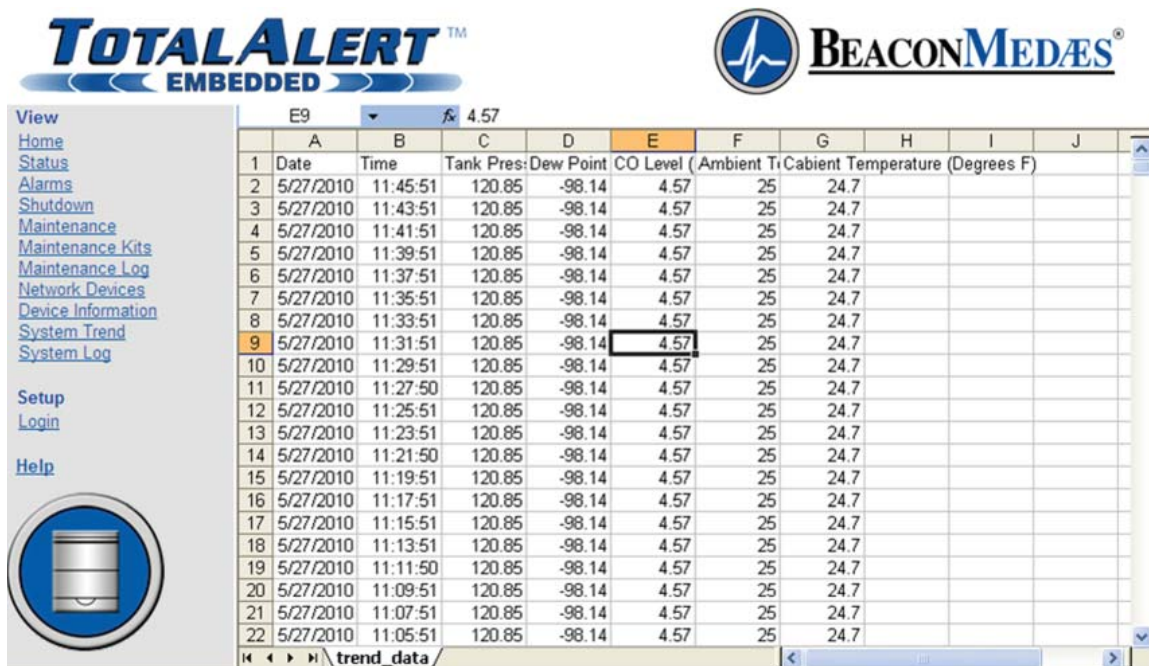 TOTALALERT TM
EMBEDDED
BEACONMEDÆS®
View
Home
Status
Alarms
Shutdown
Maintenance
Maintenance Kits
Maintenance Log
Network Devices
Device Information
System Trend
System Log
Setup
Login
Help
E9 fx 4.57
A B C D E F G H I J
1 Date Time Tank Pres: Dew Point CO Level ( Ambient T Cabient Temperature (Degrees F)
2 5/27/2010 11:45:51 120.85 -98.14 4.57 25 24.7
3 5/27/2010 11:43:51 120.85 -98.14 4.57 25 24.7
4 5/27/2010 11:41:51 120.85 -98.14 4.57 25 24.7
5 5/27/2010 11:39:51 120.85 -98.14 4.57 25 24.7
6 5/27/2010 11:37:51 120.85 -98.14 4.57 25 24.7
7 5/27/2010 11:35:51 120.85 -98.14 4.57 25 24.7
8 5/27/2010 11:33:51 120.85 -98.14 4.57 25 24.7
9 5/27/2010 11:31:51 120.85 -98.14 4.57 25 24.7
10 5/27/2010 11:29:51 120.85 -98.14 4.57 25 24.7
11 5/27/2010 11:27:50 120.85 -98.14 4.57 25 24.7
12 5/27/2010 11:25:51 120.85 -98.14 4.57 25 24.7
13 5/27/2010 11:23:51 120.85 -98.14 4.57 25 24.7
14 5/27/2010 11:21:50 120.85 -98.14 4.57 25 24.7
15 5/27/2010 11:19:51 120.85 -98.14 4.57 25 24.7
16 5/27/2010 11:17:51 120.85 -98.14 4.57 25 24.7
17 5/27/2010 11:15:51 120.85 -98.14 4.57 25 24.7
18 5/27/2010 11:13:51 120.85 -98.14 4.57 25 24.7
19 5/27/2010 11:11:50 120.85 -98.14 4.57 25 24.7
20 5/27/2010 11:09:51 120.85 -98.14 4.57 25 24.7
21 5/27/2010 11:07:51 120.85 -98.14 4.57 25 24.7
22 5/27/2010 11:05:51 120.85 -98.14 4.57 25 24.7
trend_data